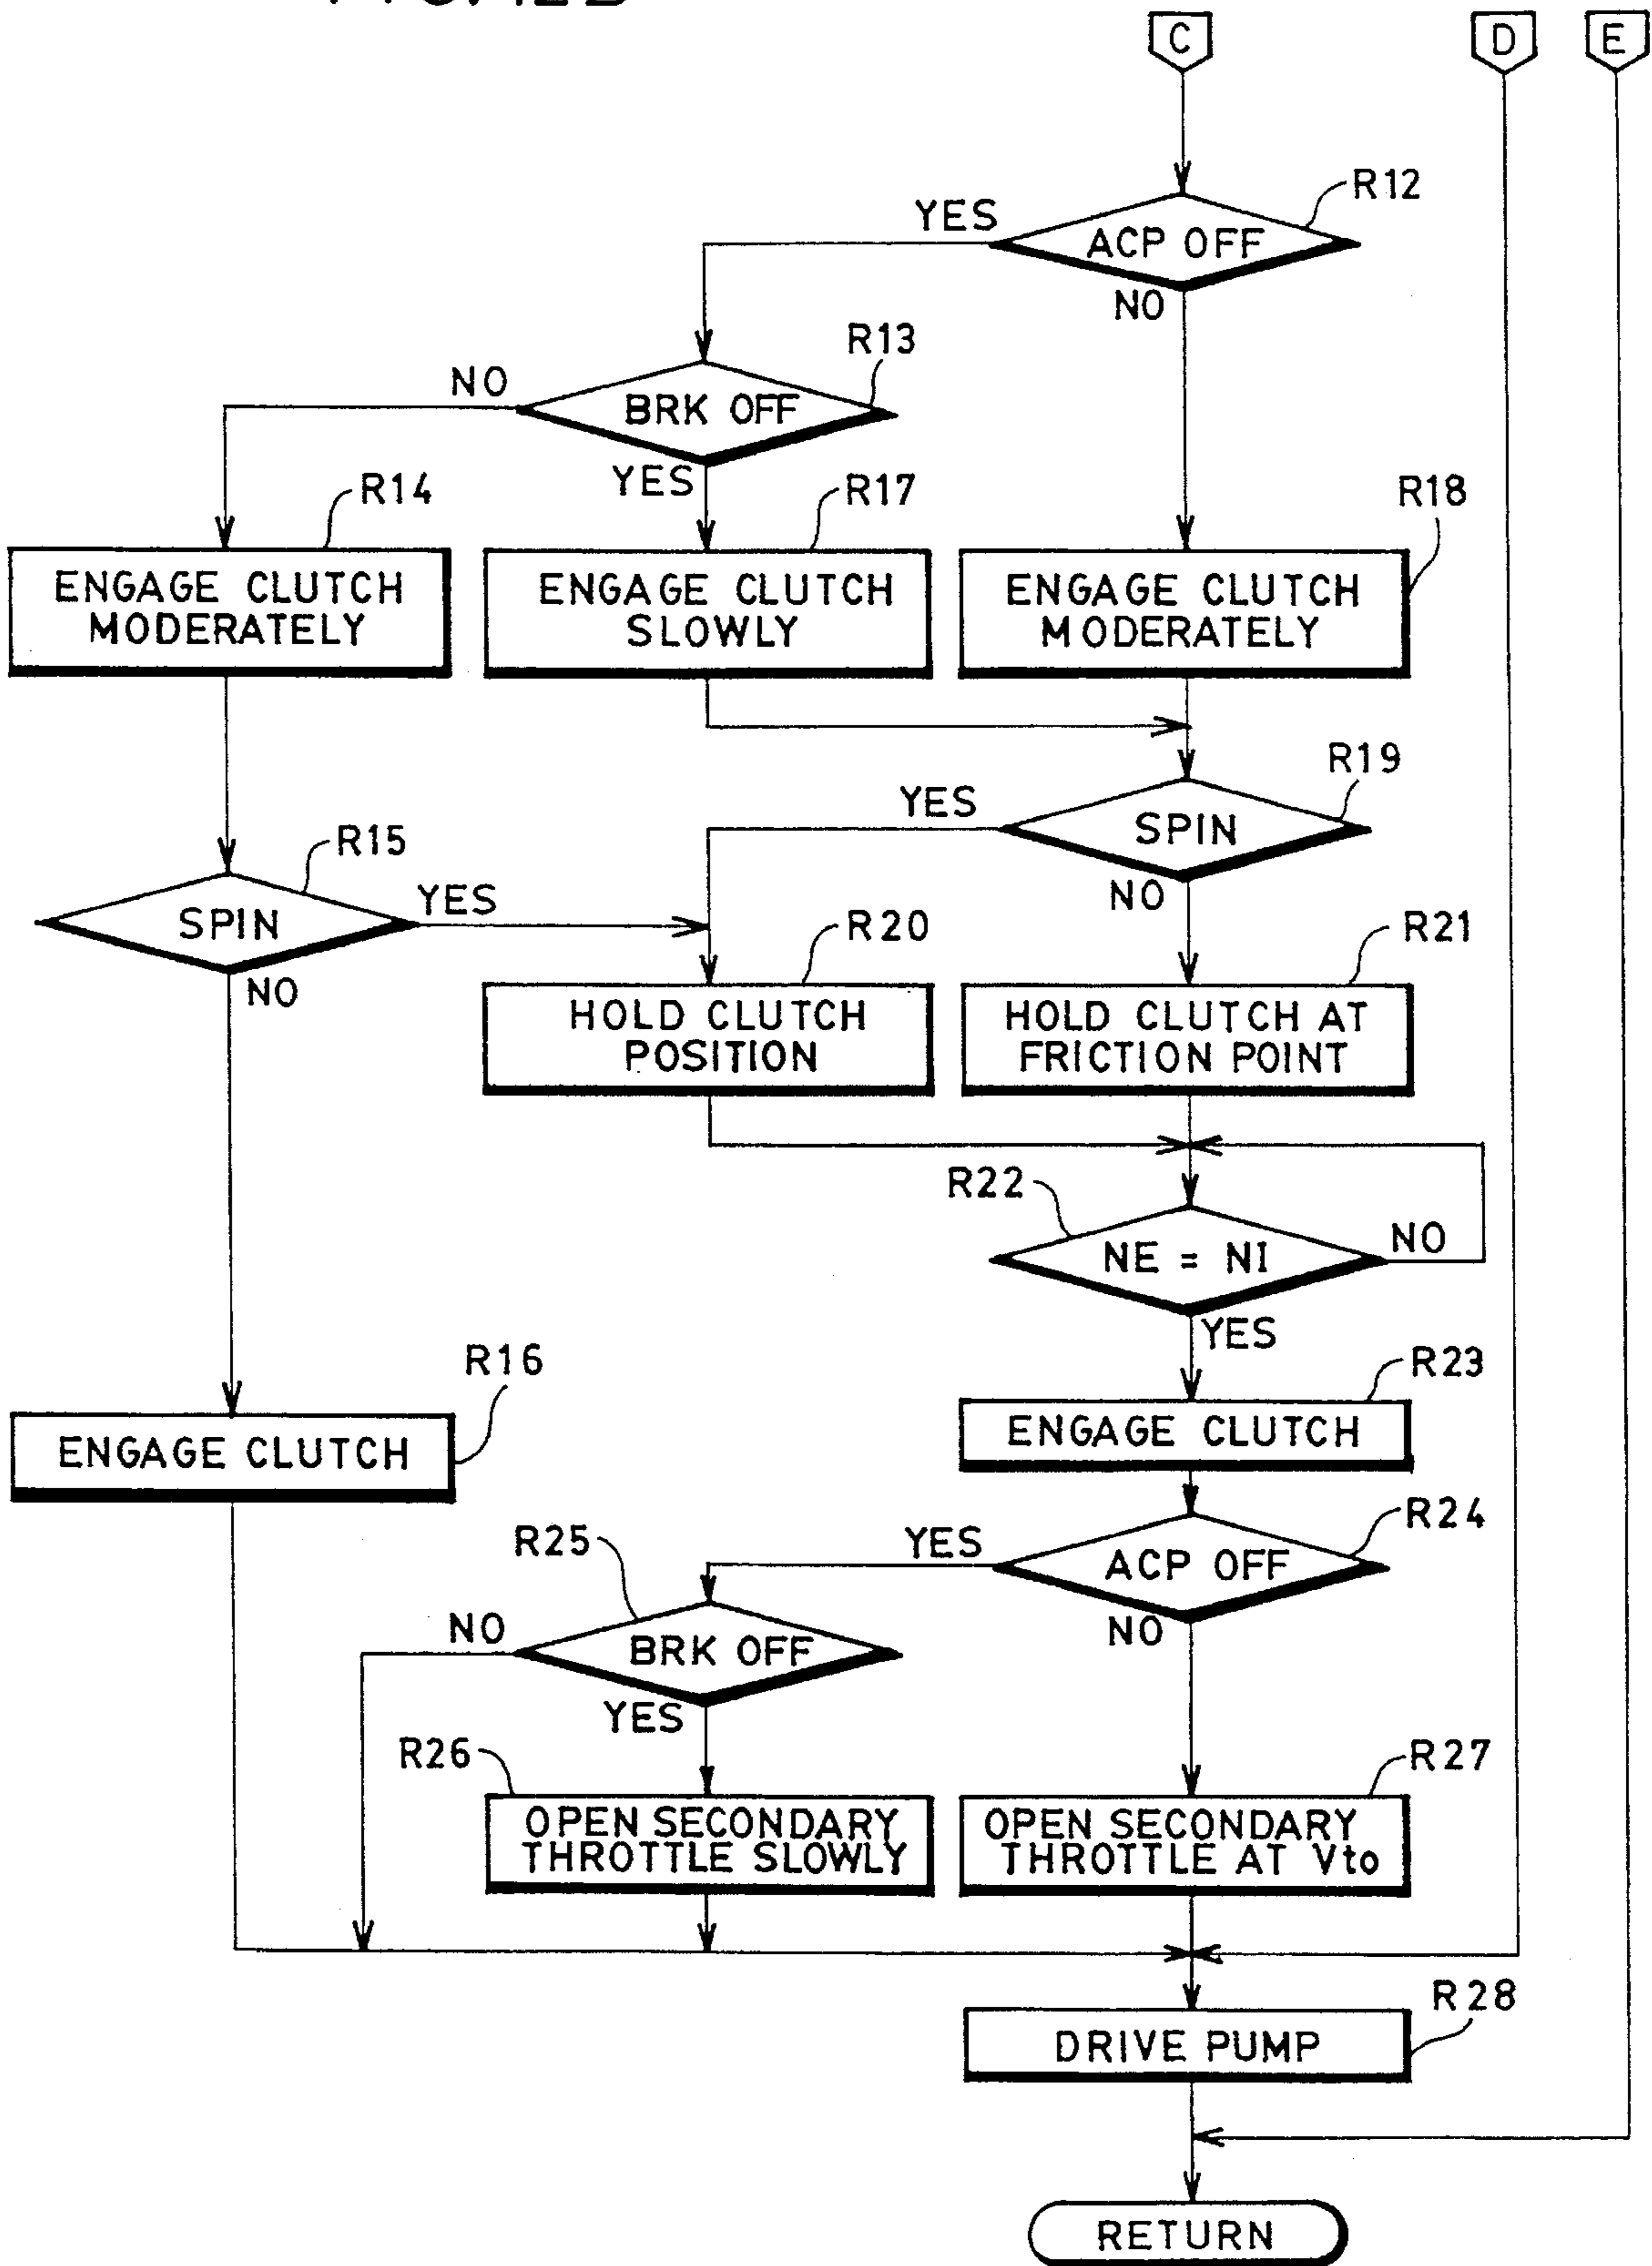 C
D
E
R12
YES
ACP OFF
NO
R13
NO
BRK OFF
YES
R14
R17
R18
ENGAGE CLUTCH
MODERATELY
ENGAGE CLUTCH
SLOWLY
ENGAGE CLUTCH
MODERATELY
R19
YES
SPIN
NO
R15
SPIN
YES
NO
R20
R21
HOLD CLUTCH
POSITION
HOLD CLUTCH AT
FRICTION POINT
R22
NE = NI
NO
YES
R16
R23
ENGAGE CLUTCH
ENGAGE CLUTCH
R24
YES
ACP OFF
NO
R25
NO
BRK OFF
YES
R26
R27
OPEN SECONDARY
THROTTLE SLOWLY
OPEN SECONDARY
THROTTLE AT Vto
R28
DRIVE PUMP
RETURN